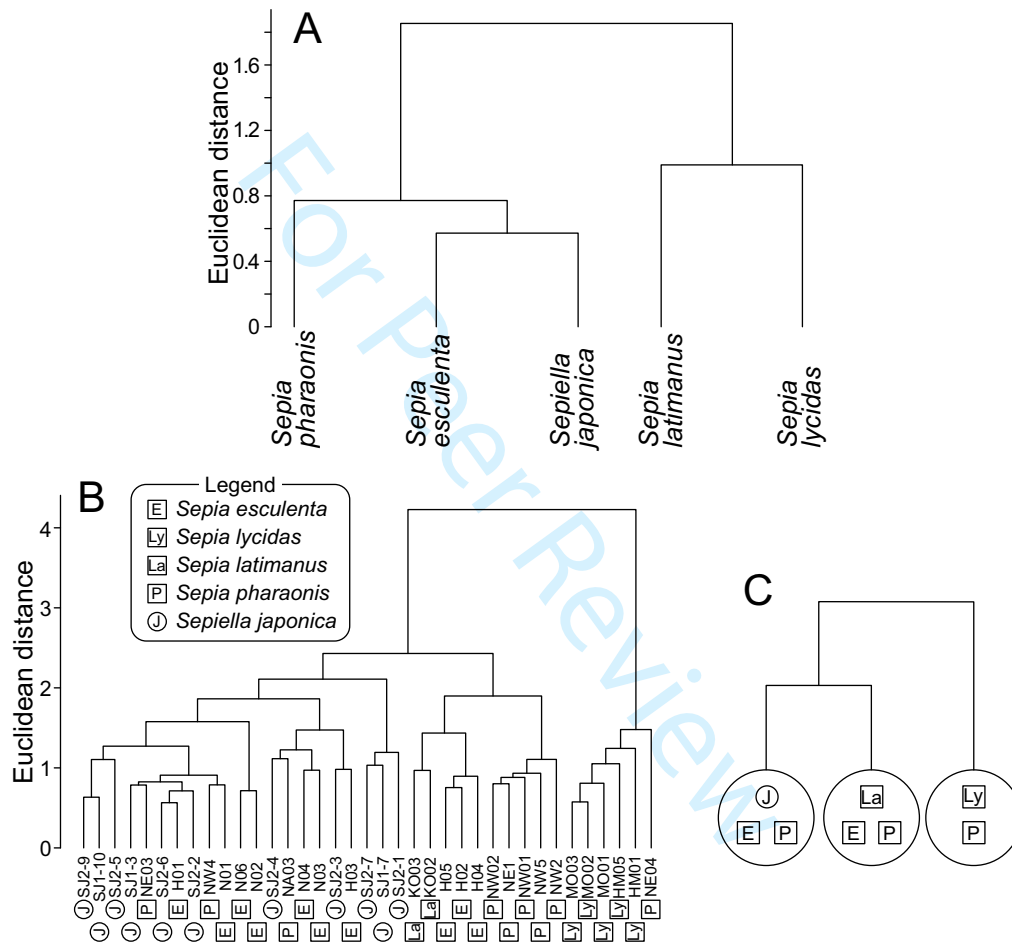 A
Euclidean distance
1.6
1.2
0.8
0.4
0
Sepia
pharaonis
Sepia
esculenta
Sepiella
japonica
Sepia
latimanus
Sepia
lycidas
For Peer Review
B
Legend
E Sepia esculenta
Ly Sepia lycidas
La Sepia latimanus
P Sepia pharaonis
J Sepiella japonica
Euclidean distance
4
3
2
1
0
J SJ2-9
J SJ1-10
J SJ2-5
J SJ1-3
P NE03
J SJ2-6
E H01
J SJ2-2
P NW4
E N01
E N06
E N02
J SJ2-4
P NA03
E N04
E N03
J SJ2-3
E H03
J SJ2-7
J SJ1-7
J SJ2-1
La KO03
La KO02
E H05
E H02
E H04
P NW02
P NE1
P NW01
P NW5
P NW2
Ly MO03
Ly MO02
Ly MO01
Ly HM05
Ly HM01
P NE04
C
J
E P
La
E P
Ly
P